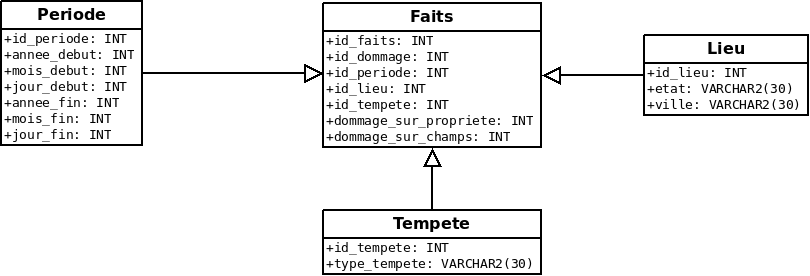 Periode
+id_periode: INT
+annee_debut: INT
+mois_debut: INT
+jour_debut: INT
+annee_fin: INT
+mois_fin: INT
+jour_fin: INT
Faits
+id_faits: INT
+id_dommage: INT
+id_periode: INT
+id_lieu: INT
+id_tempete: INT
+dommage_sur_propriete: INT
+dommage_sur_champs: INT
Lieu
+id_lieu: INT
+etat: VARCHAR2(30)
+ville: VARCHAR2(30)
Tempete
+id_tempete: INT
+type_tempete: VARCHAR2(30)